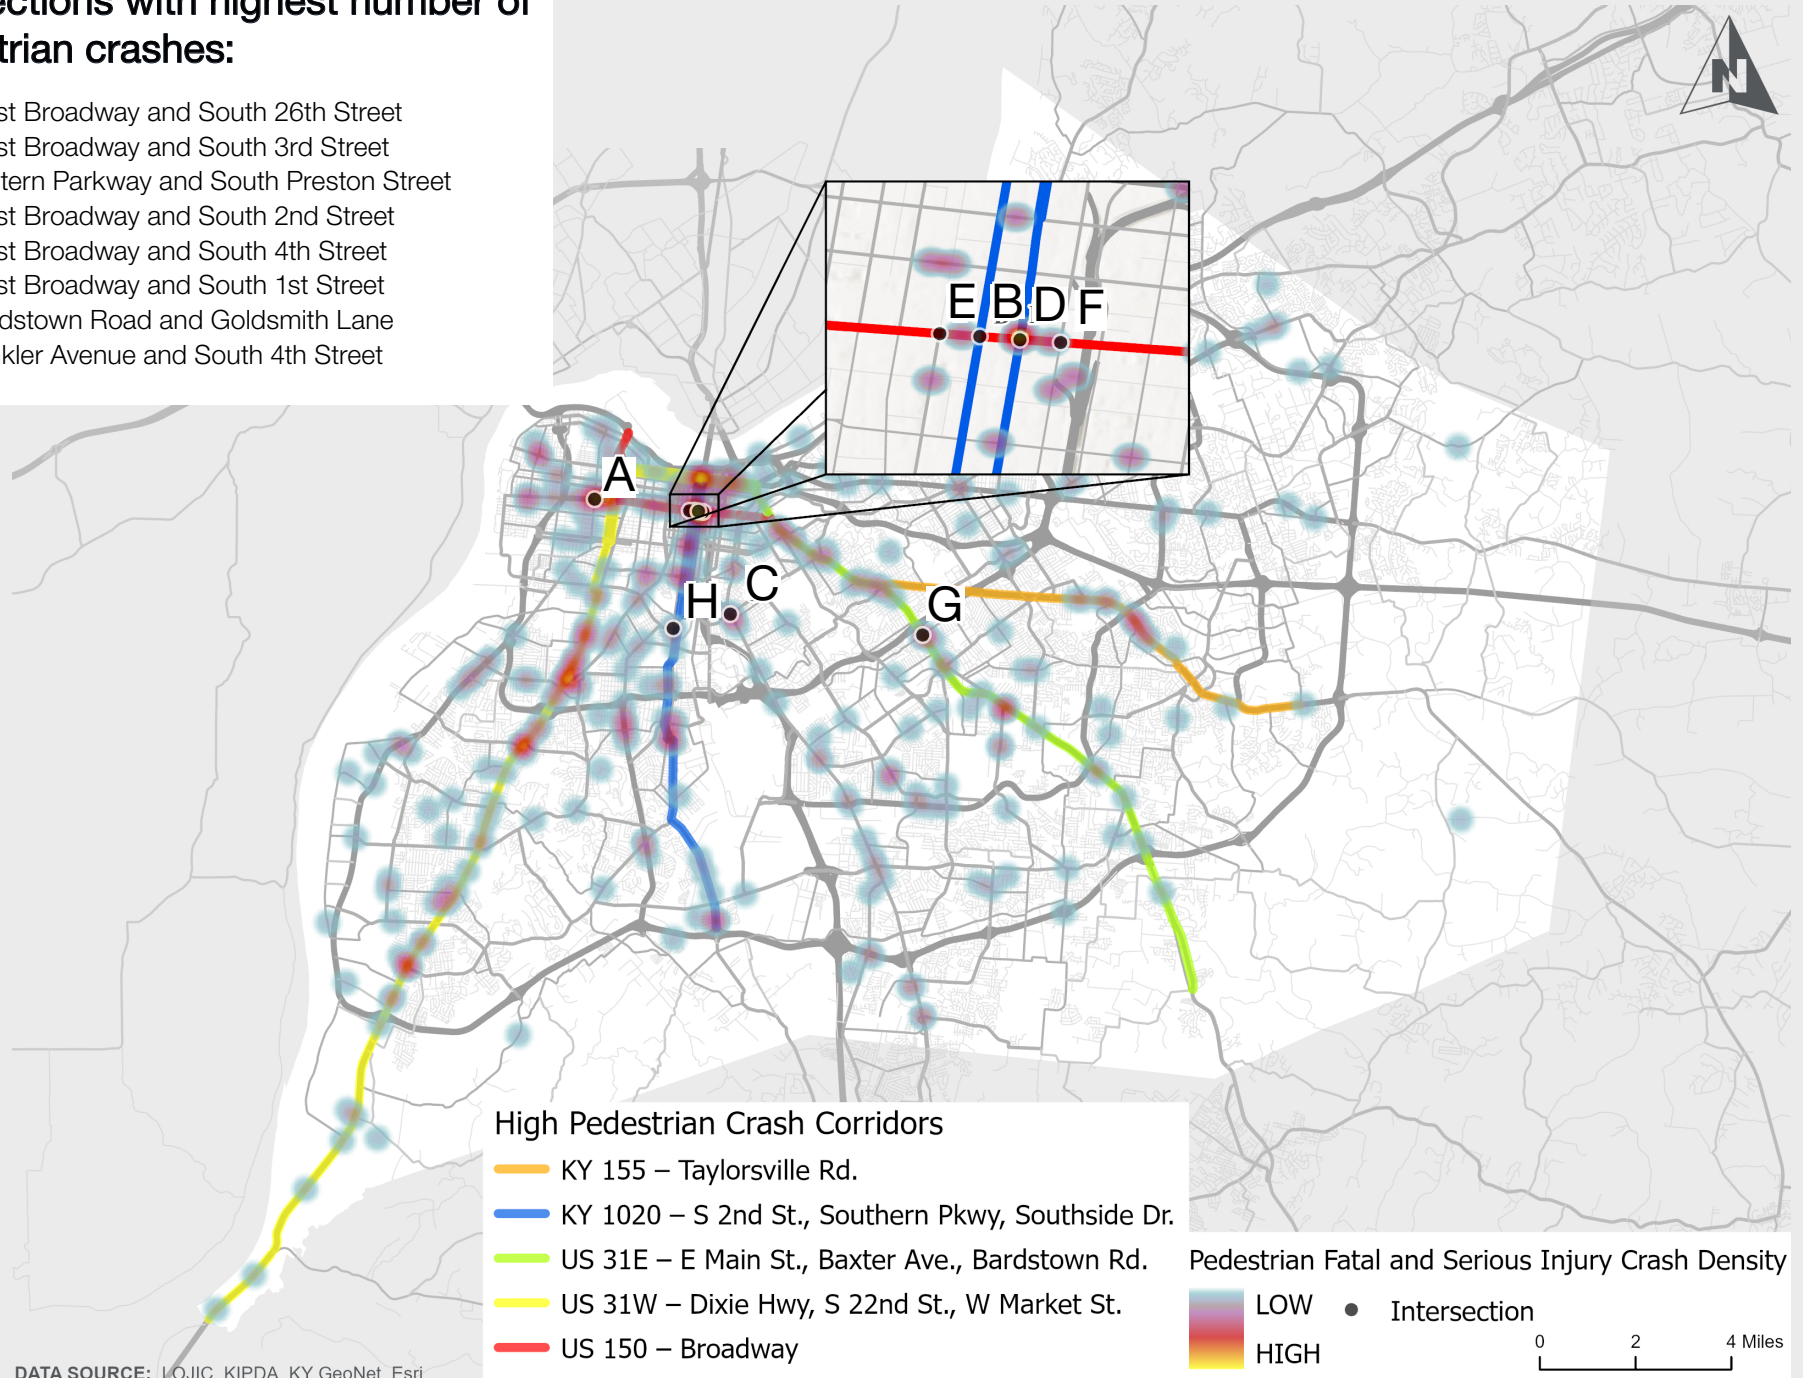 ections with highest number of
trian crashes:
st Broadway and South 26th Street
st Broadway and South 3rd Street
tern Parkway and South Preston Street
st Broadway and South 2nd Street
st Broadway and South 4th Street
st Broadway and South 1st Street
dstown Road and Goldsmith Lane
kler Avenue and South 4th Street
N
E B D F
A
H C
G
High Pedestrian Crash Corridors
KY 155 – Taylorsville Rd.
KY 1020 – S 2nd St., Southern Pkwy, Southside Dr.
US 31E – E Main St., Baxter Ave., Bardstown Rd.
US 31W – Dixie Hwy, S 22nd St., W Market St.
US 150 – Broadway
Pedestrian Fatal and Serious Injury Crash Density
LOW
HIGH
Intersection
0 2 4 Miles
DATA SOURCE: LOJIC, KIPDA, KY GeoNet, Esri